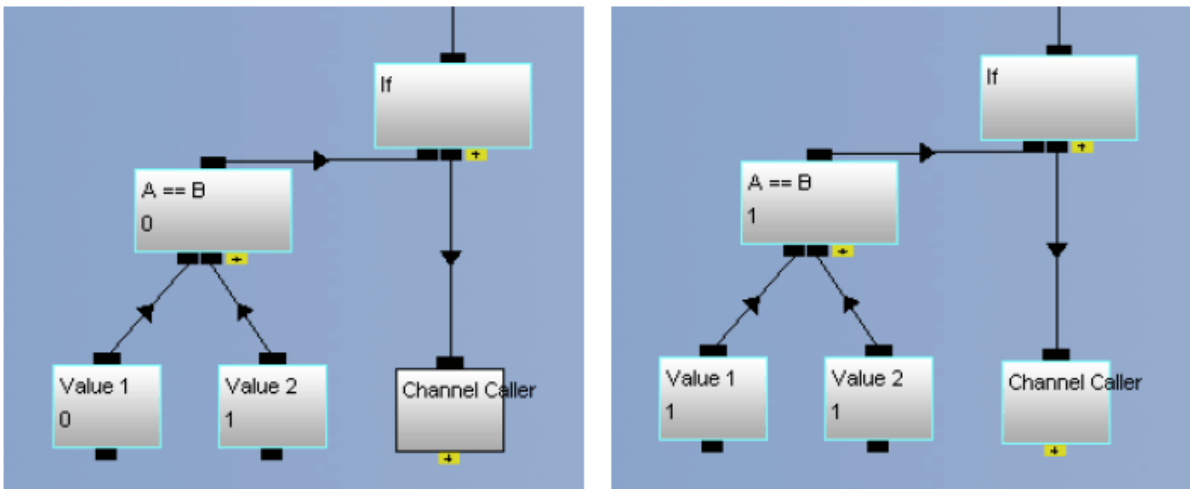 If
A == B
0
Value 1
0
Value 2
1
Channel Caller
If
A == B
1
Value 1
1
Value 2
1
Channel Caller